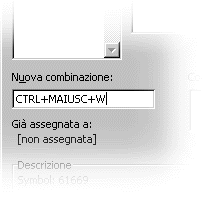 Nuova combinazione:
CTRL+MAIUSC+W
Già assegnata a:
[non assegnata]
Descrizione
Symbol: 61669